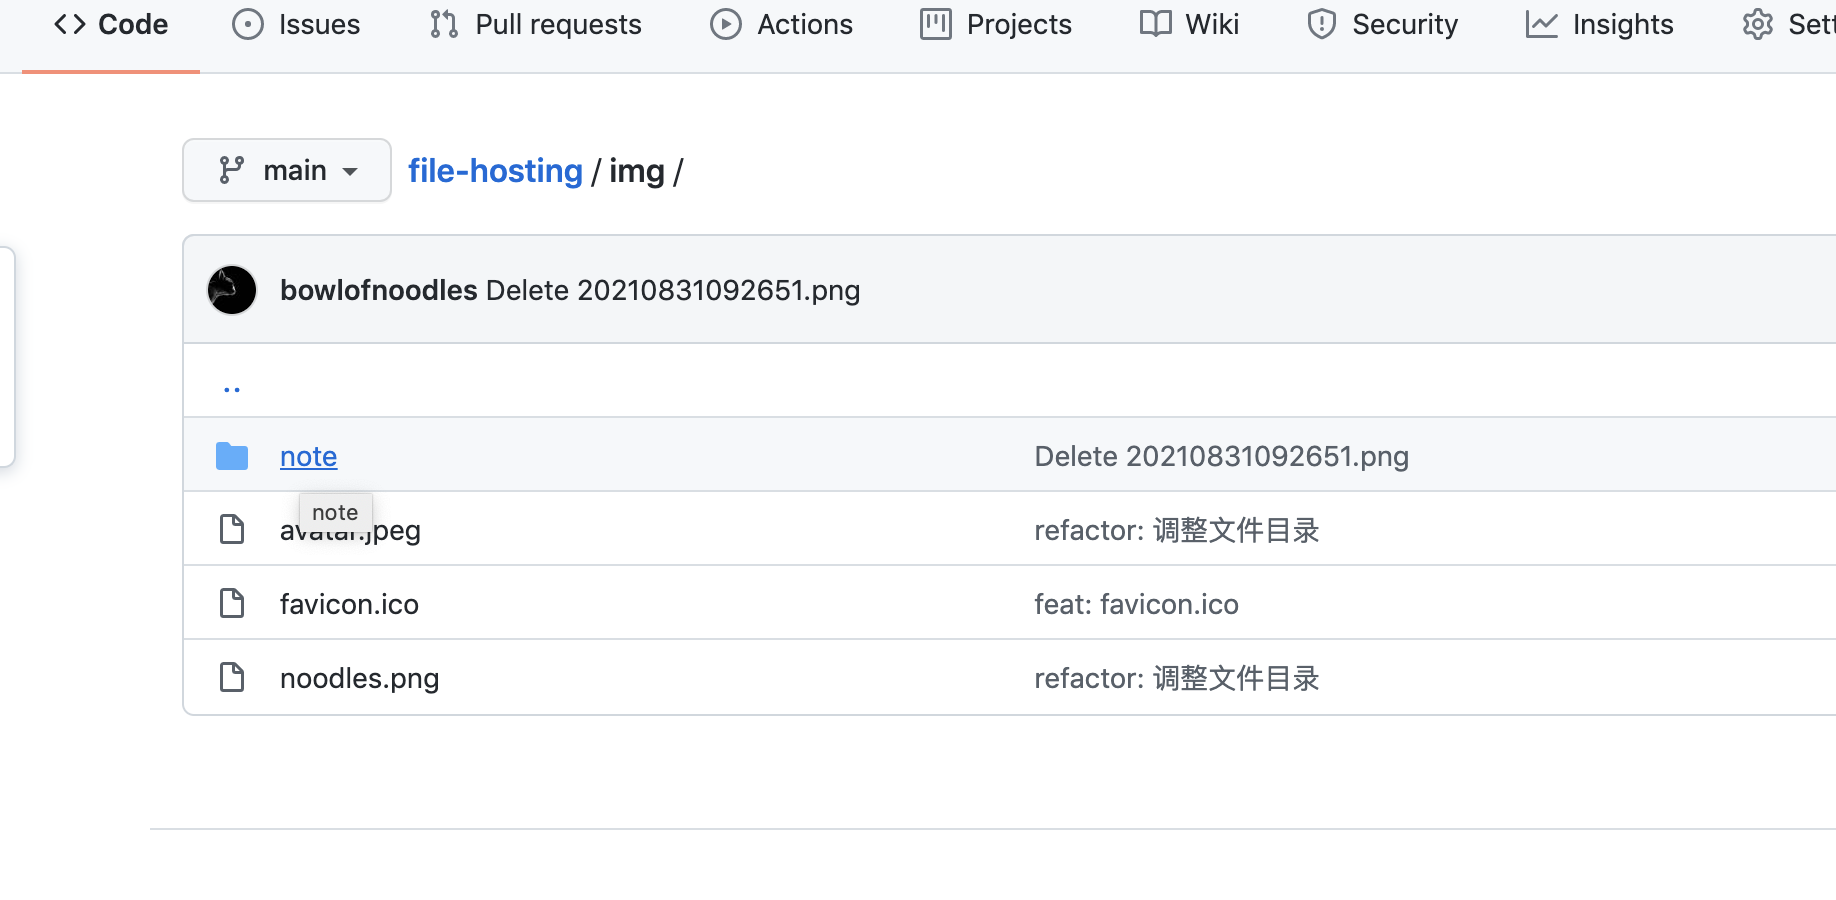 Code Issues Pull requests Actions Projects Wiki Security Insights Sett
main file-hosting / img /
bowlofnoodles Delete 20210831092651.png
..
note Delete 20210831092651.png
note
avatar.jpeg refactor: 调整文件目录
favicon.ico feat: favicon.ico
noodles.png refactor: 调整文件目录